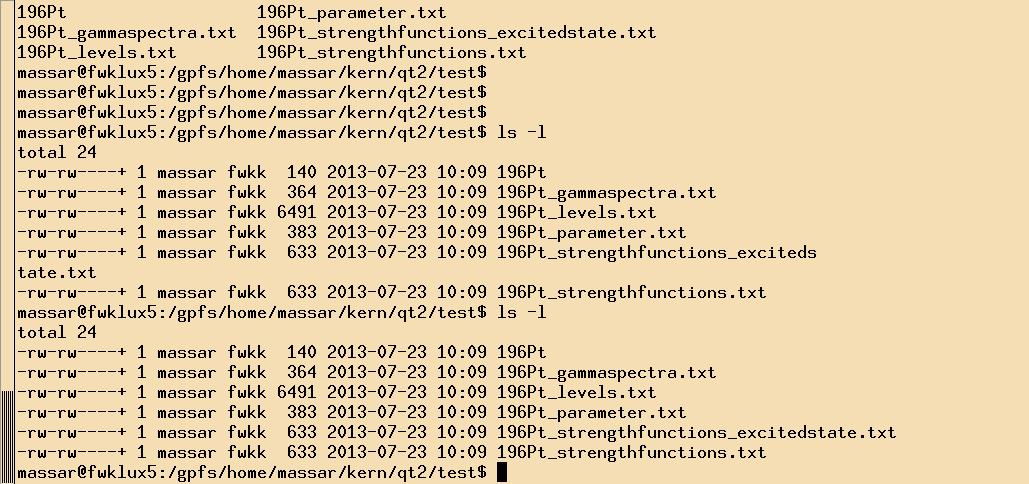 196Pt                   196Pt_parameter.txt
196Pt_gammaspectra.txt  196Pt_strengthfunctions_excitedstate.txt
196Pt_levels.txt        196Pt_strengthfunctions.txt
massar@fwklux5:/gpfs/home/massar/kern/qt2/test$
massar@fwklux5:/gpfs/home/massar/kern/qt2/test$
massar@fwklux5:/gpfs/home/massar/kern/qt2/test$
massar@fwklux5:/gpfs/home/massar/kern/qt2/test$ ls -l
total 24
-rw-rw----+ 1 massar fwkk  140 2013-07-23 10:09 196Pt
-rw-rw----+ 1 massar fwkk  364 2013-07-23 10:09 196Pt_gammaspectra.txt
-rw-rw----+ 1 massar fwkk 6491 2013-07-23 10:09 196Pt_levels.txt
-rw-rw----+ 1 massar fwkk  383 2013-07-23 10:09 196Pt_parameter.txt
-rw-rw----+ 1 massar fwkk  633 2013-07-23 10:09 196Pt_strengthfunctions_exciteds
tate.txt
-rw-rw----+ 1 massar fwkk  633 2013-07-23 10:09 196Pt_strengthfunctions.txt
massar@fwklux5:/gpfs/home/massar/kern/qt2/test$ ls -l
total 24
-rw-rw----+ 1 massar fwkk  140 2013-07-23 10:09 196Pt
-rw-rw----+ 1 massar fwkk  364 2013-07-23 10:09 196Pt_gammaspectra.txt
-rw-rw----+ 1 massar fwkk 6491 2013-07-23 10:09 196Pt_levels.txt
-rw-rw----+ 1 massar fwkk  383 2013-07-23 10:09 196Pt_parameter.txt
-rw-rw----+ 1 massar fwkk  633 2013-07-23 10:09 196Pt_strengthfunctions_excitedstate.txt
-rw-rw----+ 1 massar fwkk  633 2013-07-23 10:09 196Pt_strengthfunctions.txt
massar@fwklux5:/gpfs/home/massar/kern/qt2/test$